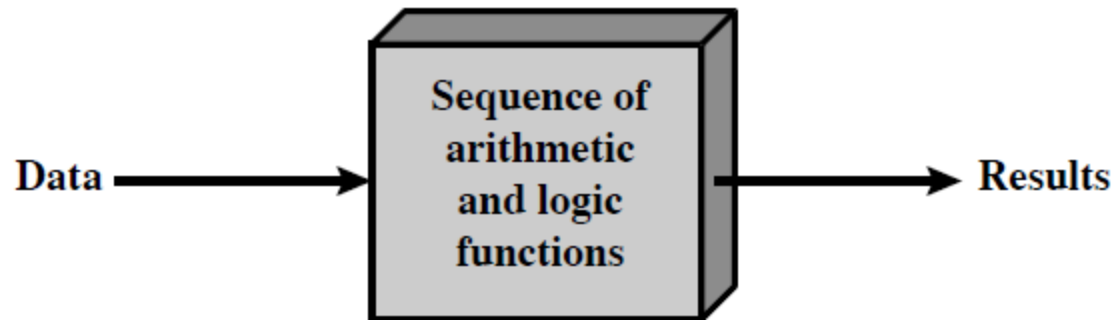 Data
Sequence of
arithmetic
and logic
functions
Results